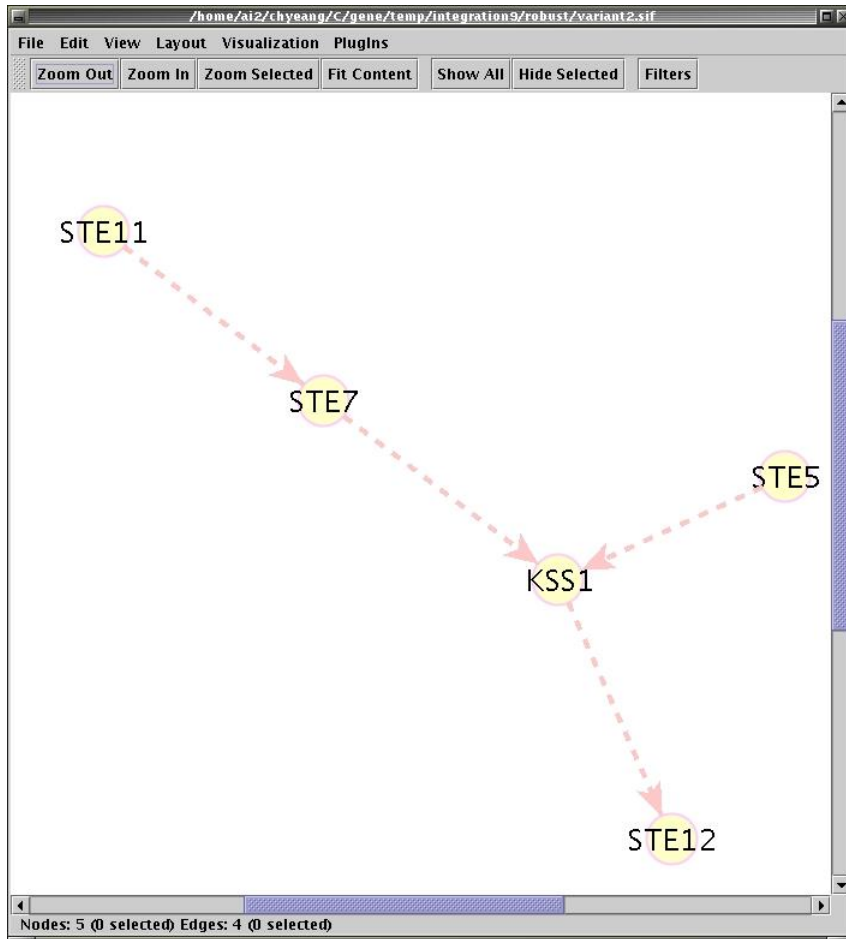 /home/ai2/chyeang/C/gene/temp/integration9/robust/variant2.sif
File Edit View Layout Visualization PlugIns
Zoom Out Zoom In Zoom Selected Fit Content Show All Hide Selected Filters
STE11
STE7
STE5
KSS1
STE12
Nodes: 5 (0 selected) Edges: 4 (0 selected)